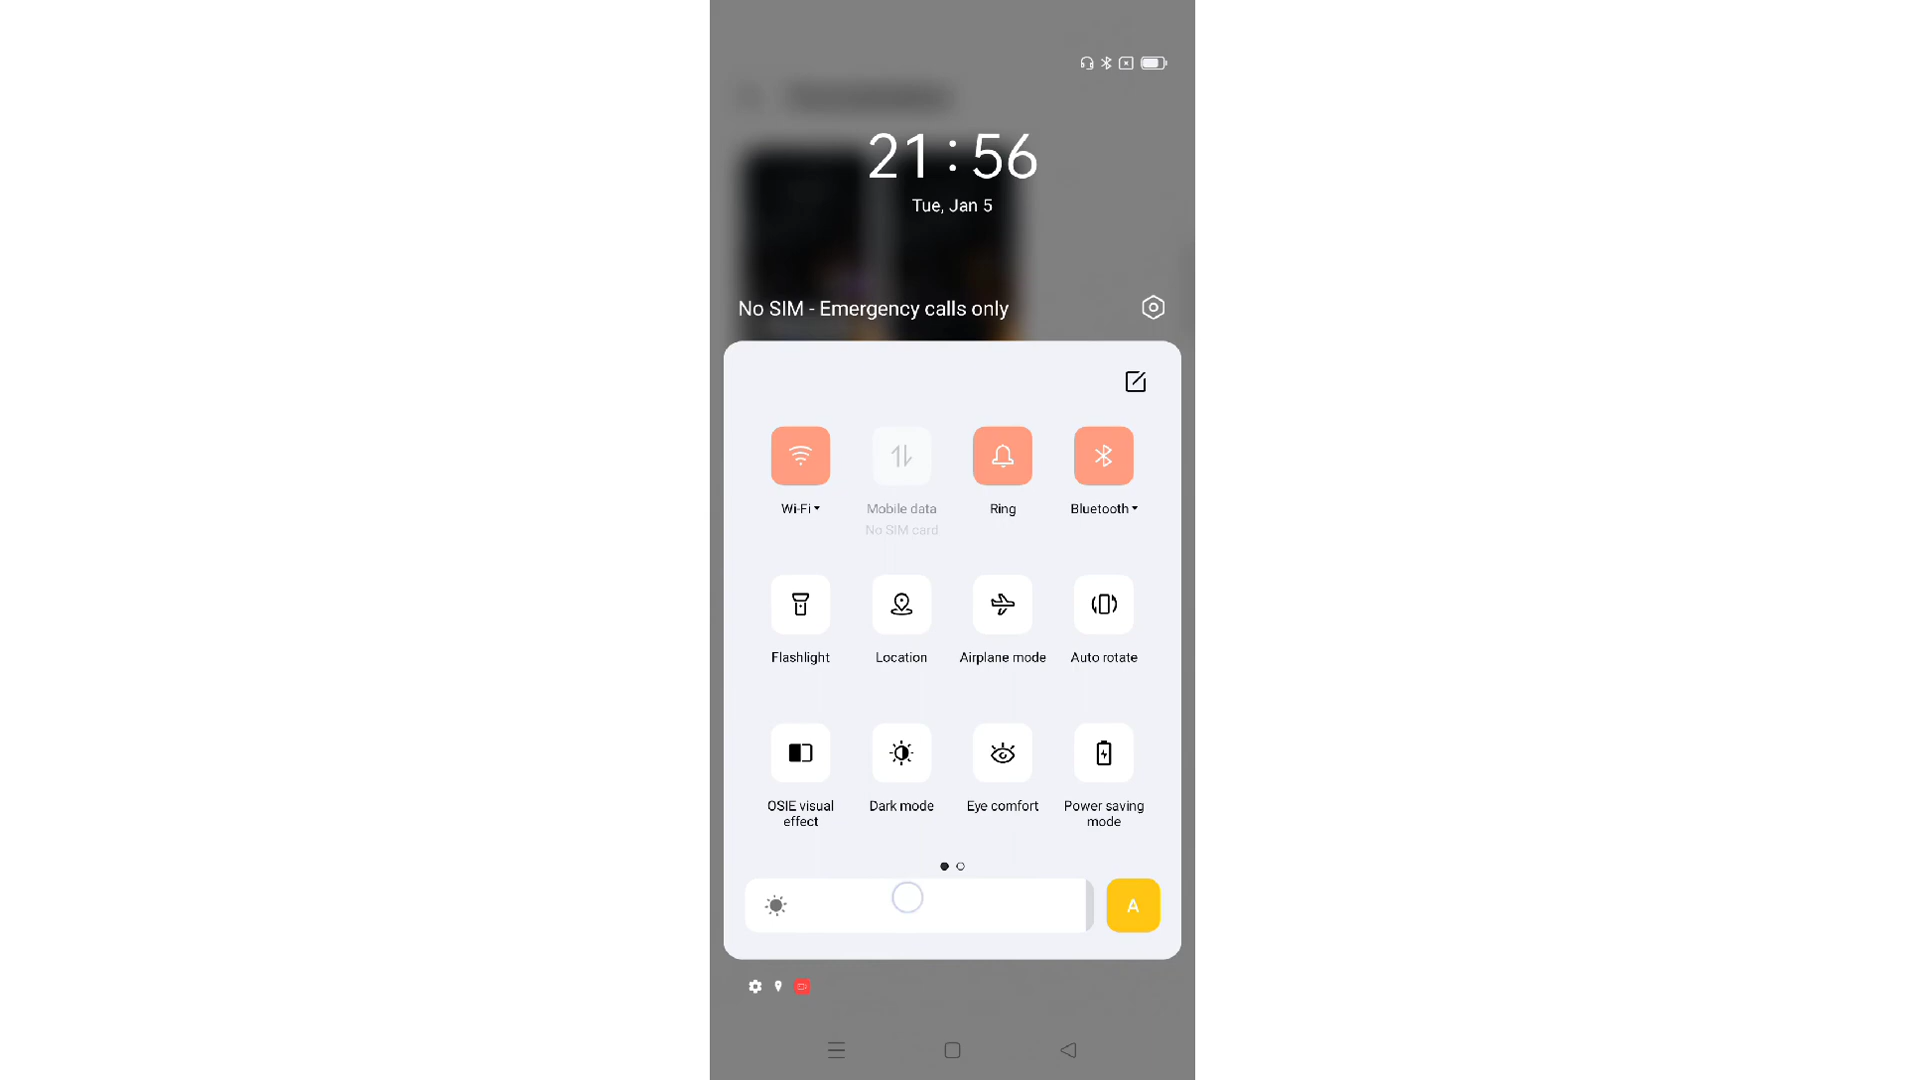 21:56
Tue, Jan 5
No SIM - Emergency calls only
Wi-Fi
Mobile data
No SIM card
Ring
Bluetooth
Flashlight
Location
Airplane mode
Auto rotate
OSIE visual
effect
Dark mode
Eye comfort
Power saving
mode
A